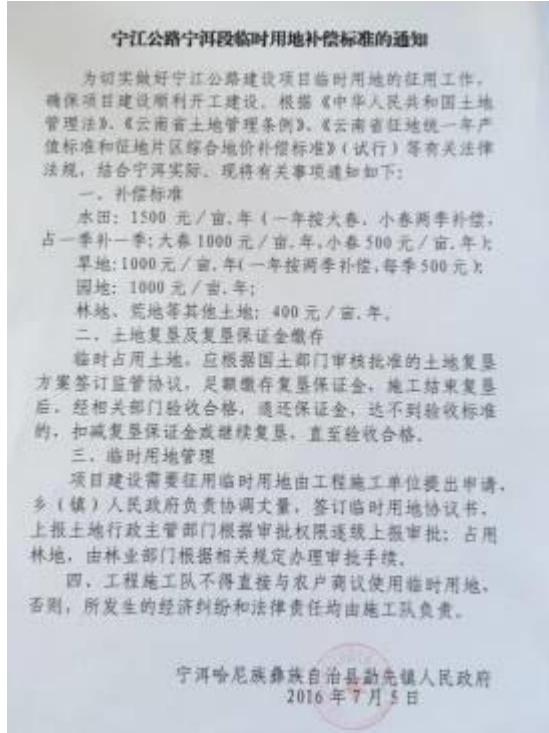 宁江公路宁洱段临时用地补偿标准的通知
为切实做好宁江公路建设项目临时用地的征用工作,
确保项目建设顺利开工建设。根据《中华人民共和国土地
管理法》、《云南省土地管理条例》、《云南省征地统一年产
值标准和征地片区综合地价补偿标准》(试行)等有关法律
法规,结合宁洱实际。现将有关事项通知如下:
一、补偿标准
水田:1500 元/亩.年(一年按大春、小春两季补偿,
占一季补一季;大春 1000 元/亩.年,小春 500 元/亩.年);
旱地:1000 元/亩.年(一年按两季补偿,每季 500 元);
园地:1000 元/亩.年;
林地、荒地等其他土地:400 元/亩.年。
二、土地复垦及复垦保证金缴存
临时占用土地,应根据国土部门审核批准的土地复垦
方案签订监管协议,足额缴存复垦保证金,施工结束复垦
后,经相关部门验收合格,退还保证金,达不到验收标准
的,扣减复垦保证金或继续复垦,直至验收合格。
三、临时用地管理
项目建设需要征用临时用地由工程施工单位提出申请,
乡(镇)人民政府负责协调丈量,签订临时用地协议书,
上报土地行政主管部门根据审批权限逐级上报审批;占用
林地,由林业部门根据相关规定办理审批手续。
四、工程施工队不得直接与农户商议使用临时用地,
否则,所发生的经济纠纷和法律责任均由施工队负责。
宁洱哈尼族彝族自治县勐先镇人民政府
2016 年 7 月 5 日